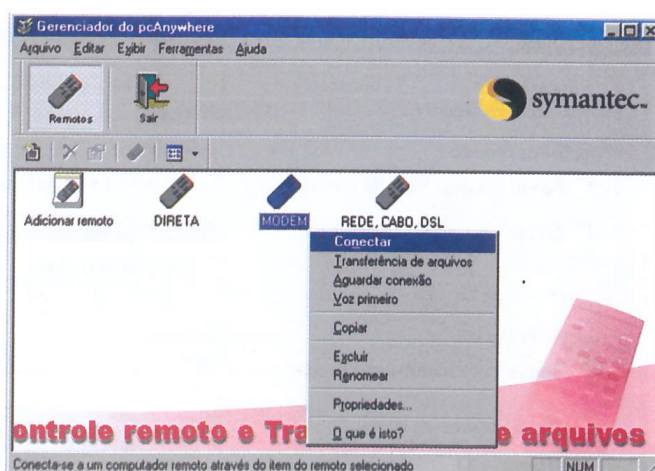 Gerenciador do pcAnywhere
Arquivo Editar Exibir Ferramentas Ajuda
Remotos Sair
symantec.
Adicionar remoto DIRETA MODEM REDE, CABO, DSL
Conectar
Transferência de arquivos
Aguardar conexão
Voz primeiro
Copiar
Excluir
Renomear
Propriedades...
O que é isto?
ontrole remoto e Tra e arquivos
Conecta-se a um computador remoto através do item do remoto selecionado NUM